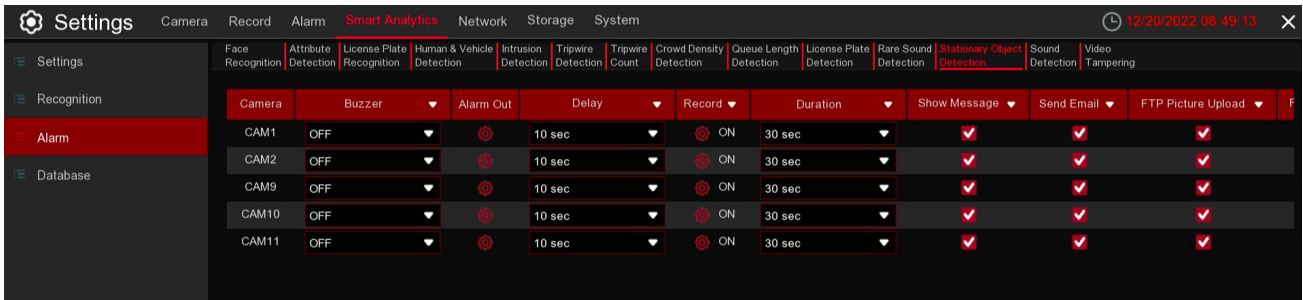 Settings Camera Record Alarm Smart Analytics Network Storage System 12/20/2022 08:49:13
Face Attribute License Plate Human & Vehicle Intrusion Tripwire Tripwire Crowd Density Queue Length License Plate Rare Sound Stationary Object Sound Video
Recognition Detection Recognition Detection Detection Detection Count Detection Detection Detection Detection Detection Detection Tampering
Settings
Recognition
Alarm
Database
Camera Buzzer Alarm Out Delay Record Duration Show Message Send Email FTP Picture Upload F
CAM1 OFF 10 sec ON 30 sec
CAM2 OFF 10 sec ON 30 sec
CAM9 OFF 10 sec ON 30 sec
CAM10 OFF 10 sec ON 30 sec
CAM11 OFF 10 sec ON 30 sec